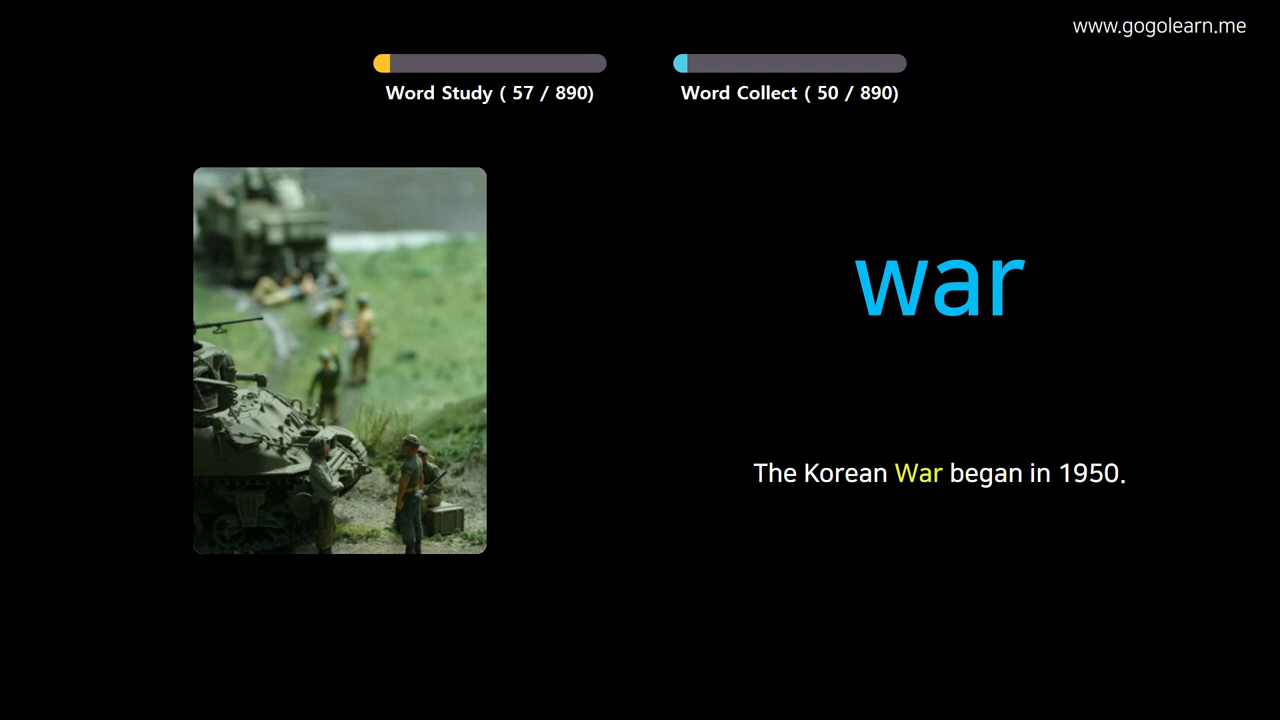 www.gogolearn.me
Word Study ( 57 / 890)
Word Collect ( 50 / 890)
war
The Korean War began in 1950.